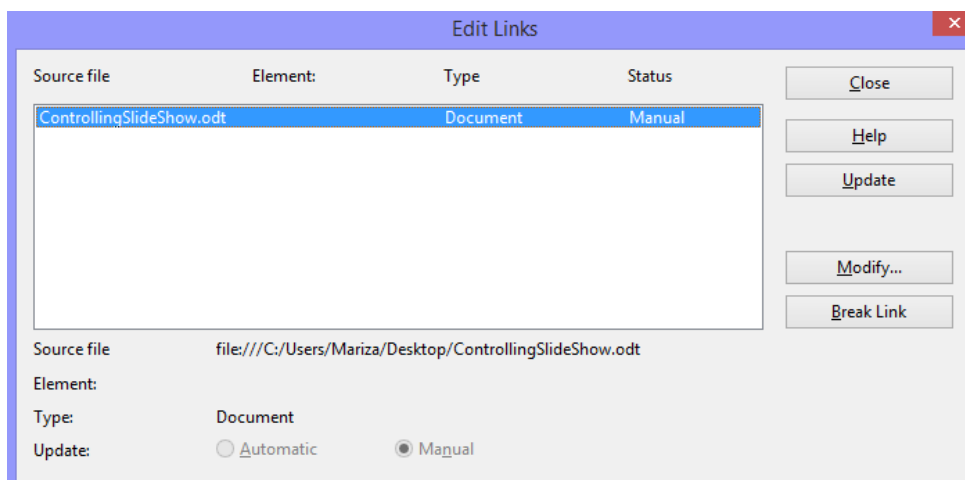 Edit Links
Source file Element: Type Status
ControllingSlideShow.odt Document Manual
Close
Help
Update
Modify...
Break Link
Source file file:///C:/Users/Mariza/Desktop/ControllingSlideShow.odt
Element:
Type: Document
Update: Automatic Manual